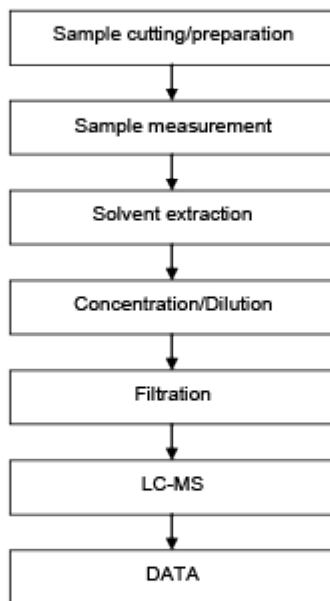 Sample cutting/preparation
Sample measurement
Solvent extraction
Concentration/Dilution
Filtration
LC-MS
DATA